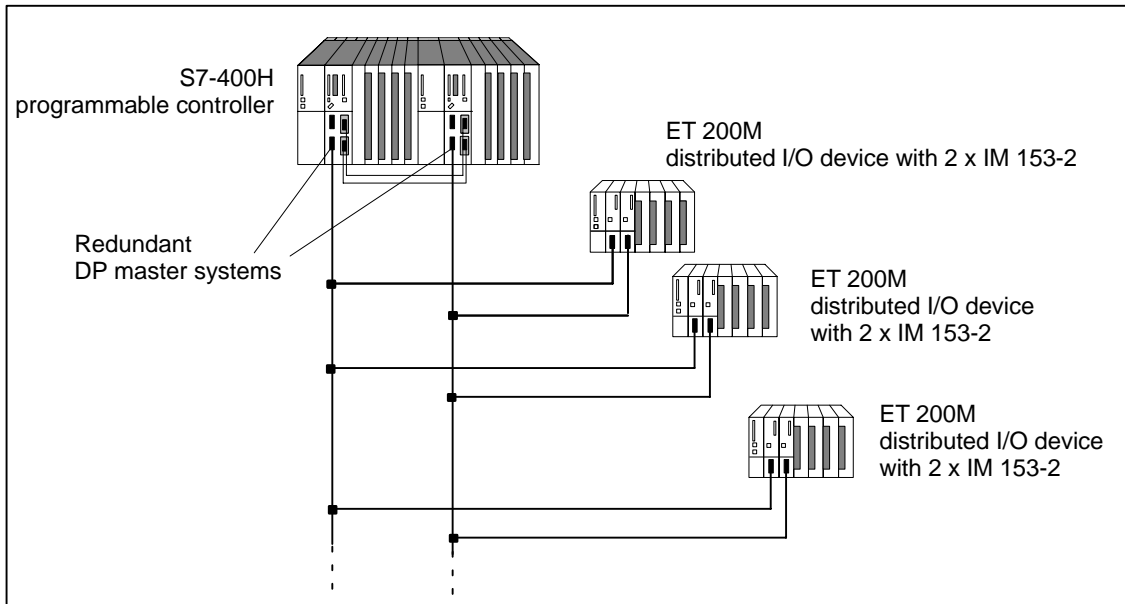 S7-400H
programmable controller
ET 200M
distributed I/O device with 2 x IM 153-2
Redundant
DP master systems
ET 200M
distributed I/O device
with 2 x IM 153-2
ET 200M
distributed I/O device
with 2 x IM 153-2